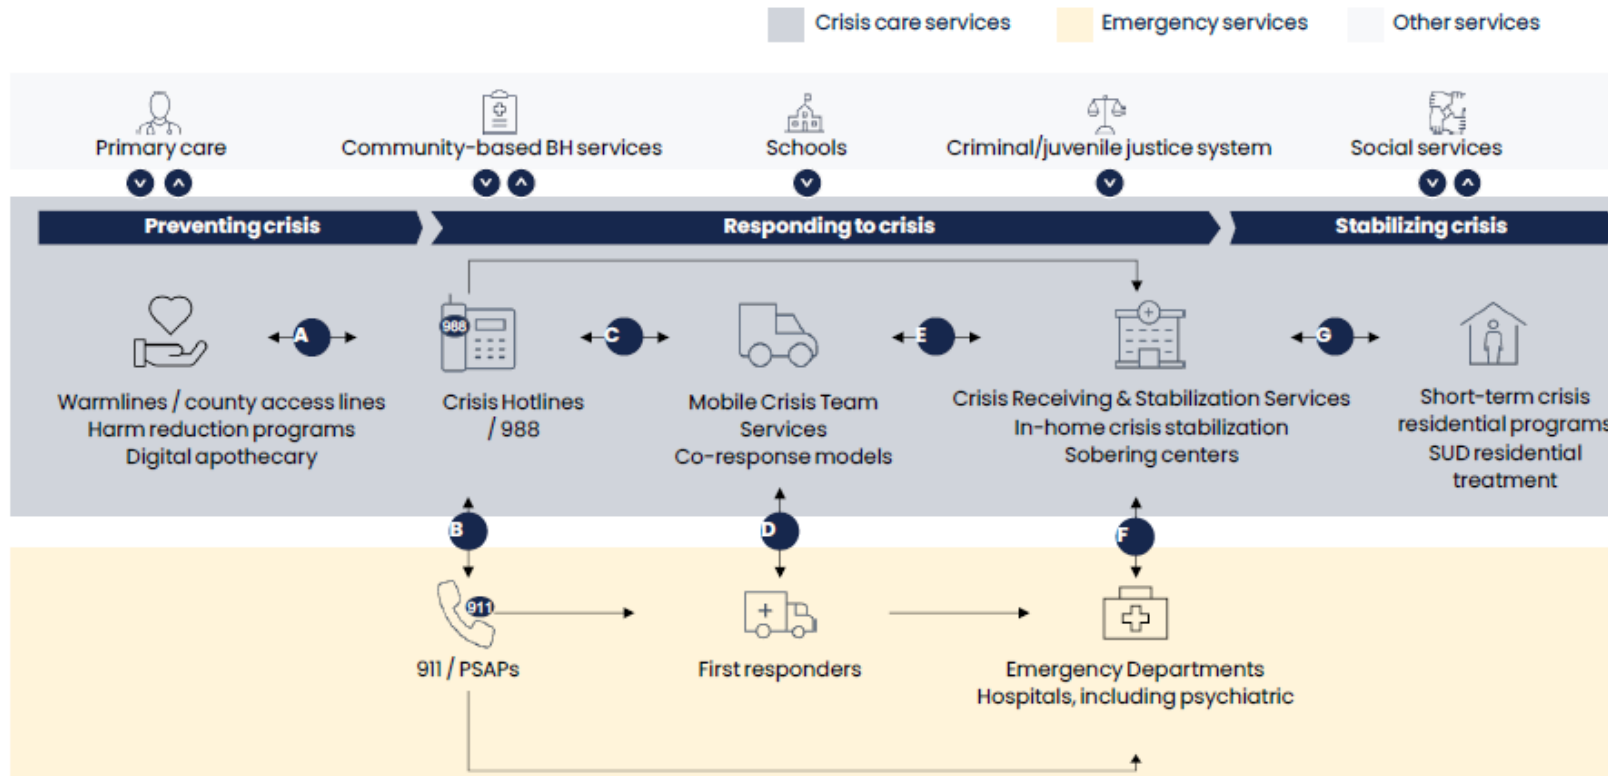 Crisis care services
Emergency services
Other services
Primary care
Community-based BH services
Schools
Criminal/juvenile justice system
Social services
Preventing crisis
Responding to crisis
Stabilizing crisis
988
A
C
E
G
Warmlines / county access lines
Harm reduction programs
Digital apothecary
Crisis Hotlines
/ 988
Mobile Crisis Team
Services
Co-response models
Crisis Receiving & Stabilization Services
In-home crisis stabilization
Sobering centers
Short-term crisis
residential programs
SUD residential
treatment
B
D
F
911
911 / PSAPs
First responders
Emergency Departments
Hospitals, including psychiatric